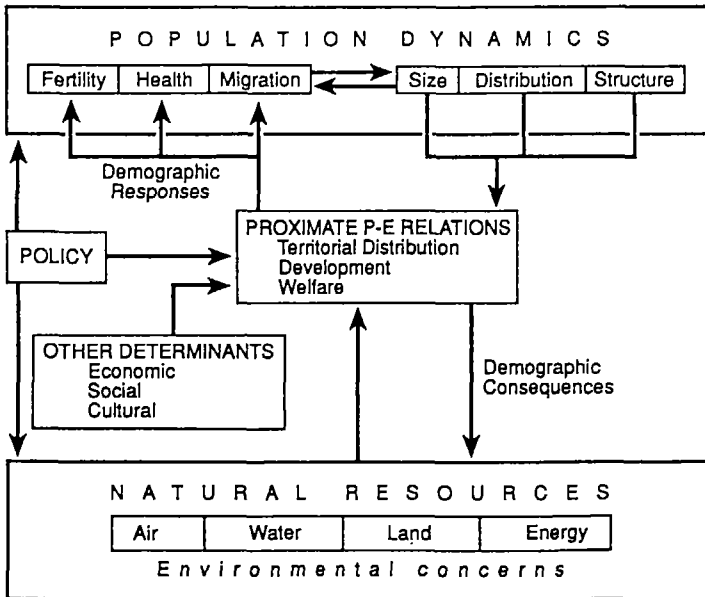 POPULATION DYNAMICS
Fertility Health Migration Size Distribution Structure
Demographic
Responses
PROXIMATE P-E RELATIONS
Territorial Distribution
Development
Welfare
POLICY
OTHER DETERMINANTS
Economic
Social
Cultural
Demographic
Consequences
NATURAL RESOURCES
Air Water Land Energy
Environmental concerns